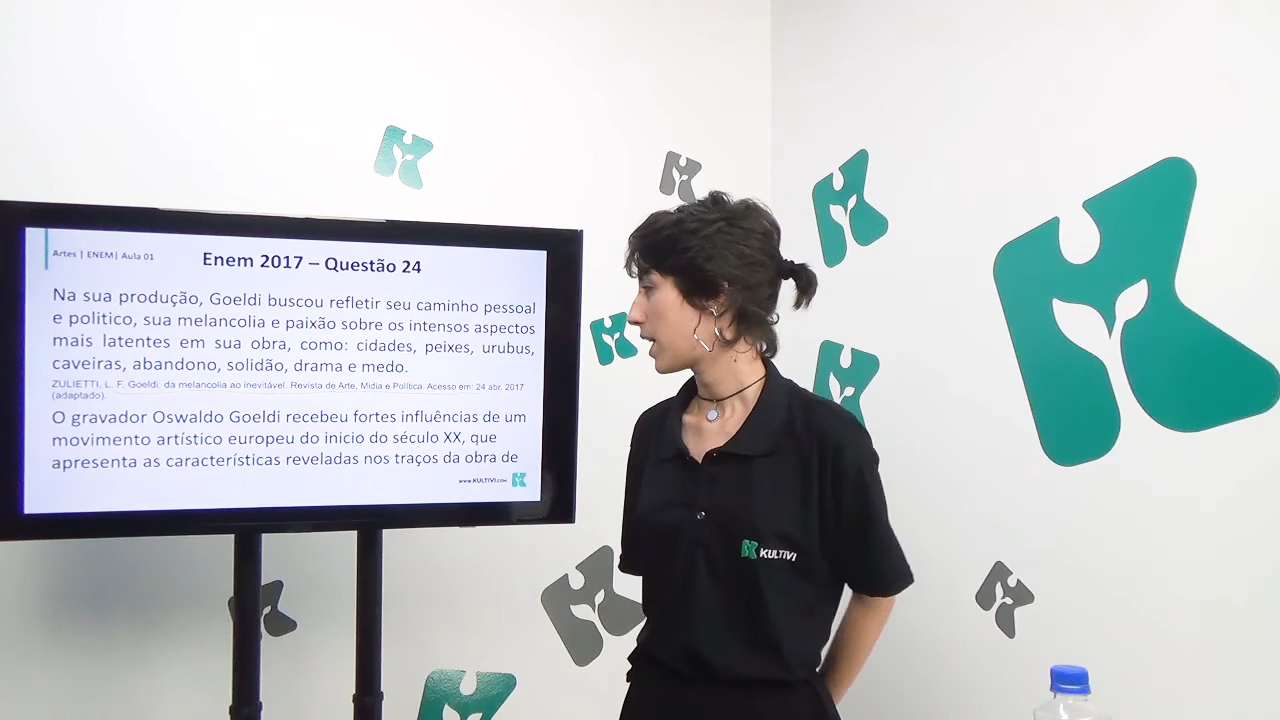 Artes | ENEM| Aula 01
Enem 2017 – Questão 24
Na sua produção, Goeldi buscou refletir seu caminho pessoal
e politico, sua melancolia e paixão sobre os intensos aspectos
mais latentes em sua obra, como: cidades, peixes, urubus,
caveiras, abandono, solidão, drama e medo.
ZULIETTI, L. F. Goeldi: da melancolia ao inevitável. Revista de Arte, Mídia e Política. Acesso em: 24 abr. 2017
(adaptado).
O gravador Oswaldo Goeldi recebeu fortes influências de um
movimento artístico europeu do inicio do século XX, que
apresenta as características reveladas nos traços da obra de
www.KULTIVI.COM
KULTIVI